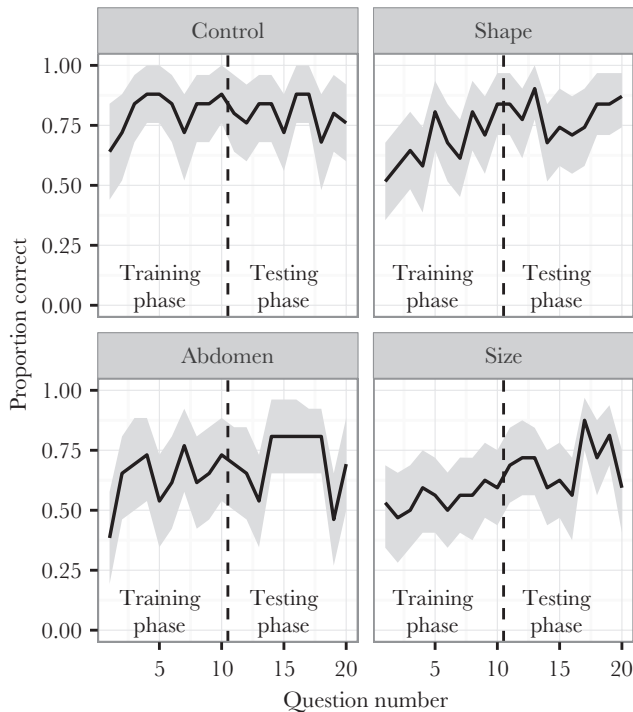 Control
Shape
1.00
0.75
0.50
0.25
0.00
Training
phase
Testing
phase
Training
phase
Testing
phase
Proportion correct
Abdomen
Size
1.00
0.75
0.50
0.25
0.00
Training
phase
Testing
phase
Training
phase
Testing
phase
5
10
15
20
5
10
15
20
Question number